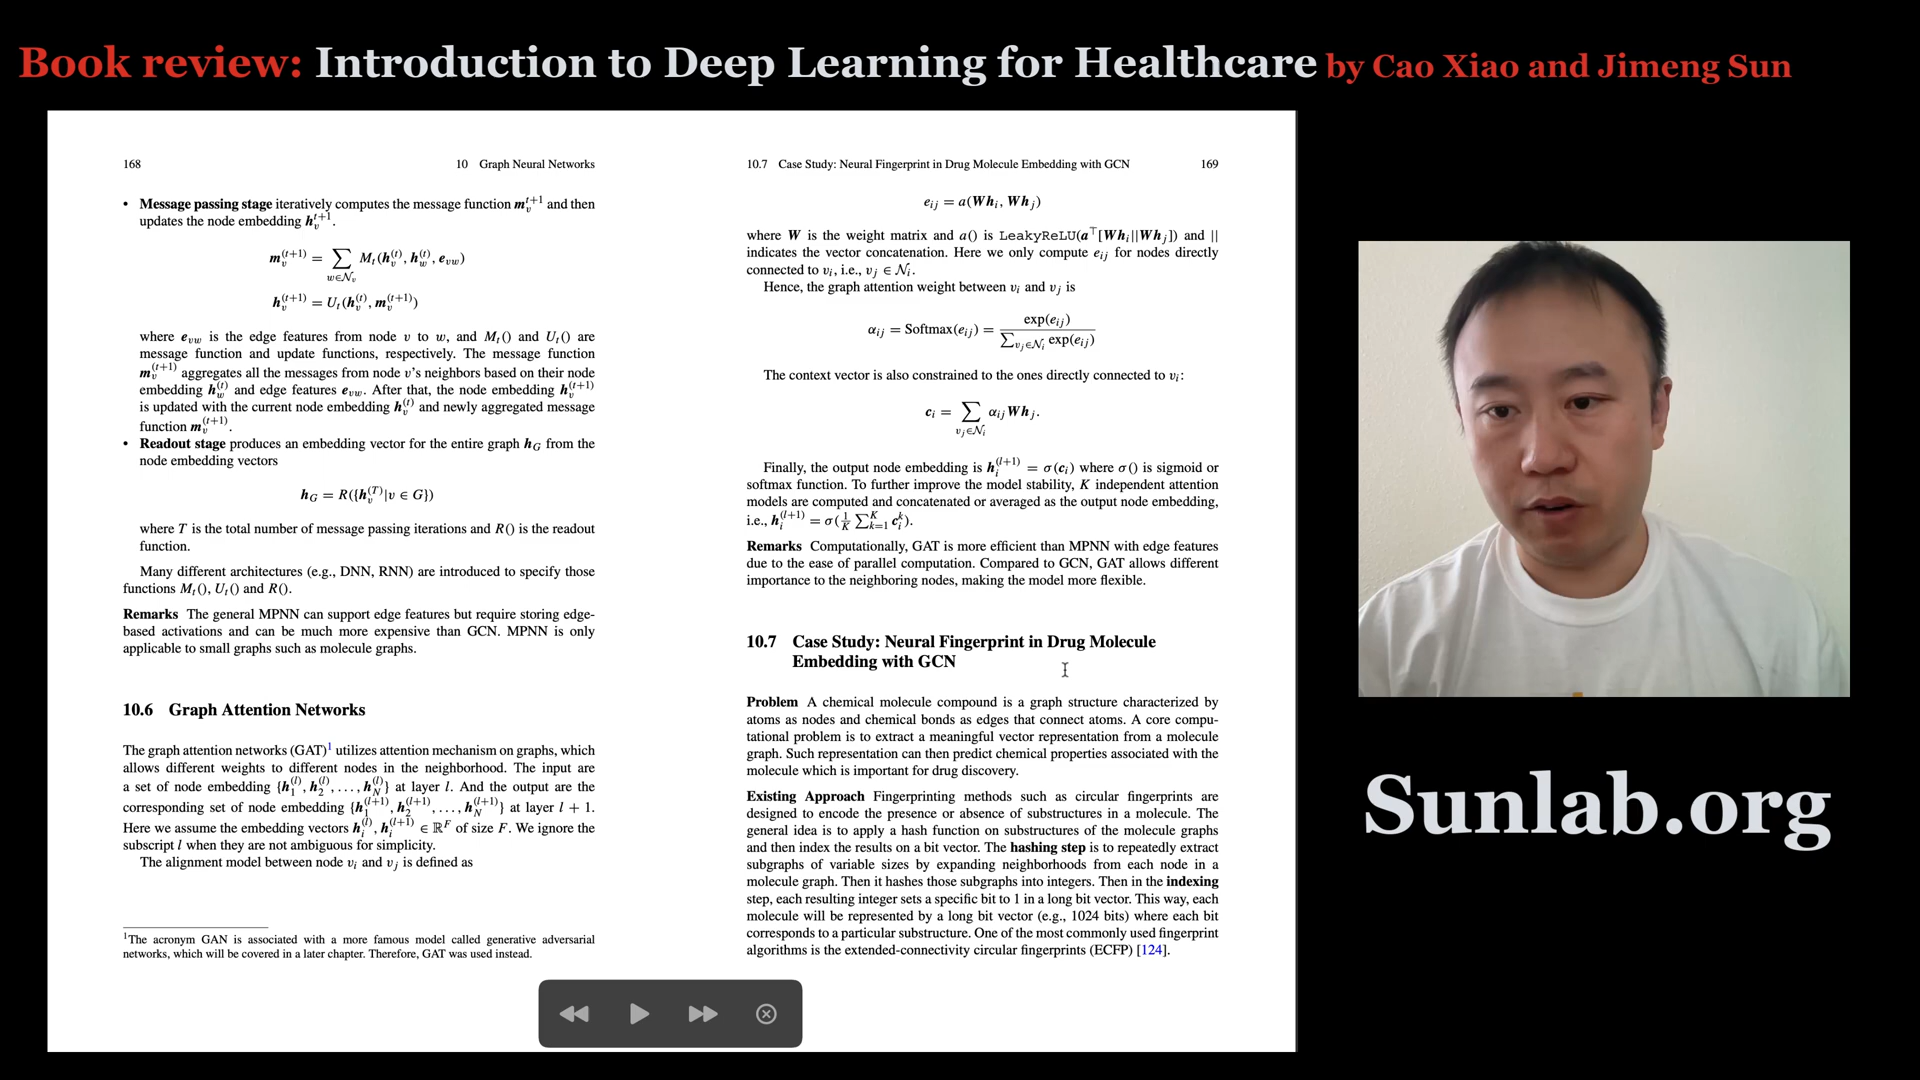 Book review: Introduction to Deep Learning for Healthcare by Cao Xiao and Jimeng Sun
168 10 Graph Neural Networks
• Message passing stage iteratively computes the message function m_v^{t+1} and then
updates the node embedding h_v^{t+1}.
m_v^{(t+1)} = ∑_{w∈N_v} M_t(h_v^{(t)}, h_w^{(t)}, e_{vw})
h_v^{(t+1)} = U_t(h_v^{(t)}, m_v^{(t+1)})
where e_{vw} is the edge features from node v to w, and M_t() and U_t() are
message function and update functions, respectively. The message function
m_v^{(t+1)} aggregates all the messages from node v's neighbors based on their node
embedding h_w^{(t)} and edge features e_{vw}. After that, the node embedding h_v^{(t+1)}
is updated with the current node embedding h_v^{(t)} and newly aggregated message
function m_v^{(t+1)}.
• Readout stage produces an embedding vector for the entire graph h_G from the
node embedding vectors
h_G = R({h_v^{(T)}|v ∈ G})
where T is the total number of message passing iterations and R() is the readout
function.
Many different architectures (e.g., DNN, RNN) are introduced to specify those
functions M_t(), U_t() and R().
Remarks The general MPNN can support edge features but require storing edge-
based activations and can be much more expensive than GCN. MPNN is only
applicable to small graphs such as molecule graphs.
10.6 Graph Attention Networks
The graph attention networks (GAT)^1 utilizes attention mechanism on graphs, which
allows different weights to different nodes in the neighborhood. The input are
a set of node embedding {h_1^{(l)}, h_2^{(l)}, . . . , h_N^{(l)}} at layer l. And the output are the
corresponding set of node embedding {h_1^{(l+1)}, h_2^{(l+1)}, . . . , h_N^{(l+1)}} at layer l + 1.
Here we assume the embedding vectors h_i^{(l)}, h_i^{(l+1)} ∈ ℝ^F of size F. We ignore the
subscript l when they are not ambiguous for simplicity.
The alignment model between node v_i and v_j is defined as
^1The acronym GAN is associated with a more famous model called generative adversarial
networks, which will be covered in a later chapter. Therefore, GAT was used instead.
10.7 Case Study: Neural Fingerprint in Drug Molecule Embedding with GCN 169
e_{ij} = a(Wh_i, Wh_j)
where W is the weight matrix and a() is LeakyReLU(a^⊤[Wh_i||Wh_j]) and ||
indicates the vector concatenation. Here we only compute e_{ij} for nodes directly
connected to v_i, i.e., v_j ∈ N_i.
Hence, the graph attention weight between v_i and v_j is
α_{ij} = Softmax(e_{ij}) = exp(e_{ij}) / ∑_{v_j∈N_i} exp(e_{ij})
The context vector is also constrained to the ones directly connected to v_i:
c_i = ∑_{v_j∈N_i} α_{ij}Wh_j.
Finally, the output node embedding is h_i^{(l+1)} = σ(c_i) where σ() is sigmoid or
softmax function. To further improve the model stability, K independent attention
models are computed and concatenated or averaged as the output node embedding,
i.e., h_i^{(l+1)} = σ(1/K ∑_{k=1}^K c_i^k).
Remarks Computationally, GAT is more efficient than MPNN with edge features
due to the ease of parallel computation. Compared to GCN, GAT allows different
importance to the neighboring nodes, making the model more flexible.
10.7 Case Study: Neural Fingerprint in Drug Molecule
Embedding with GCN
Problem A chemical molecule compound is a graph structure characterized by
atoms as nodes and chemical bonds as edges that connect atoms. A core compu-
tational problem is to extract a meaningful vector representation from a molecule
graph. Such representation can then predict chemical properties associated with the
molecule which is important for drug discovery.
Existing Approach Fingerprinting methods such as circular fingerprints are
designed to encode the presence or absence of substructures in a molecule. The
general idea is to apply a hash function on substructures of the molecule graphs
and then index the results on a bit vector. The hashing step is to repeatedly extract
subgraphs of variable sizes by expanding neighborhoods from each node in a
molecule graph. Then it hashes those subgraphs into integers. Then in the indexing
step, each resulting integer sets a specific bit to 1 in a long bit vector. This way, each
molecule will be represented by a long bit vector (e.g., 1024 bits) where each bit
corresponds to a particular substructure. One of the most commonly used fingerprint
algorithms is the extended-connectivity circular fingerprints (ECFP) [124].
Sunlab.org